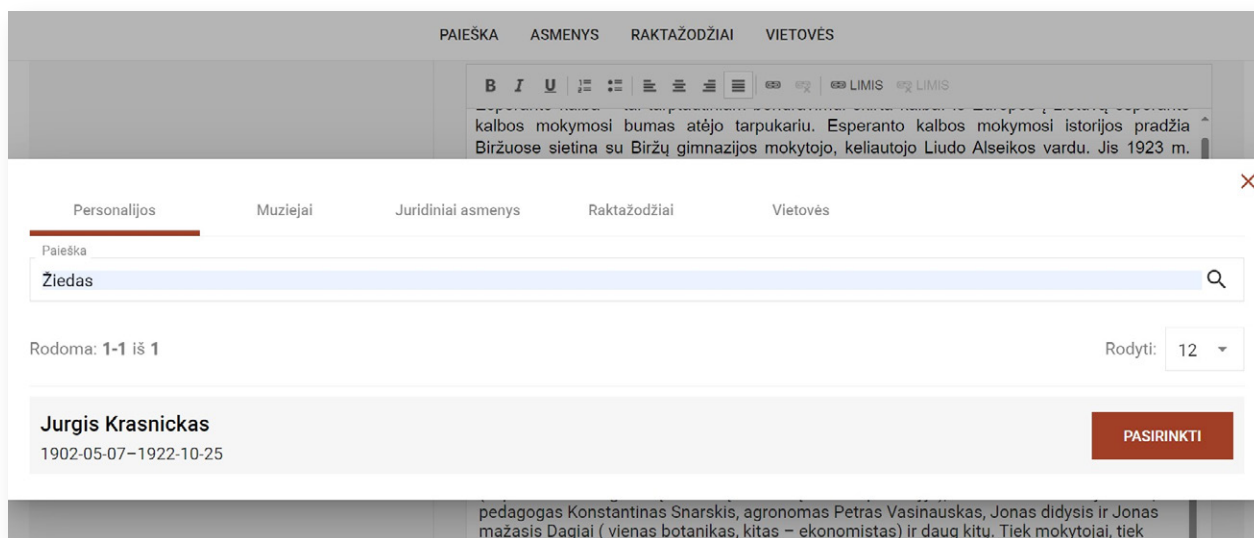 PAIEŠKA ASMENYS RAKTAŽODŽIAI VIETOVĖS
B I U LIMIS LIMIS
kalbos mokymosi bumas atėjo tarpukariu. Esperanto kalbos mokymosi istorijos pradžia
Biržuose sietina su Biržų gimnazijos mokytojo, keliautojo Liudo Alseikos vardu. Jis 1923 m.
Personalijos Muziejai Juridiniai asmenys Raktažodžiai Vietovės
Paieška
Žiedas
Rodoma: 1-1 iš 1 Rodyti: 12
Jurgis Krasnickas
1902-05-07–1922-10-25 PASIRINKTI
pedagogas Konstantinas Snarskis, agronomas Petras Vasinauskas, Jonas didysis ir Jonas
mažasis Dagiai ( vienas botanikas, kitas – ekonomistas) ir daug kitų. Tiek mokytojai, tiek